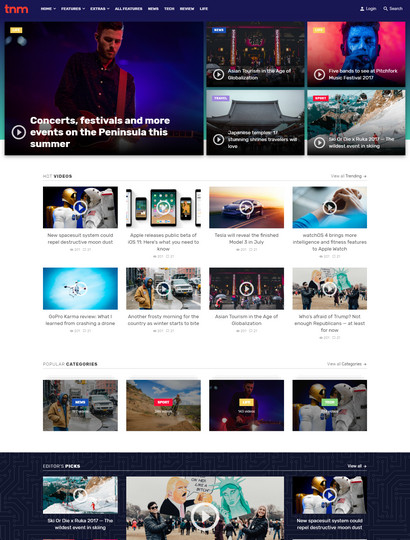 tnm
HOME
FEATURES
EXTRAS
ALL FEATURES
NEWS
TECH
REVIEW
LIFE
Login
Search
LIFE
Concerts, festivals and more
events on the Peninsula this
summer
NEWS
Asian Tourism in the Age of
Globalization
LIFE
Five bands to see at Pitchfork
Music Festival 2017
TRAVEL
Japanese temples: 17
stunning shrines travelers will
love
SPORT
Ski Or Die x Ruka 2017 — The
wildest event in skiing
HOT VIDEOS
View all Trending →
New spacesuit system could
repel destructive moon dust
Apple releases public beta of
iOS 11: Here's what you need to
know
Tesla will reveal the finished
Model 3 in July
watchOS 4 brings more
intelligence and fitness features
to Apple Watch
GoPro Karma review: What I
learned from crashing a drone
Another frosty morning for the
country as winter starts to bite
Asian Tourism in the Age of
Globalization
Who's afraid of Trump? Not
enough Republicans — at least
for now
POPULAR CATEGORIES
View all Categories →
NEWS
SPORT
LIFE
TECH
EDITOR'S PICKS
View all →
Ski Or Die x Ruka 2017 — The
wildest event in skiing
New spacesuit system could
repel destructive moon dust